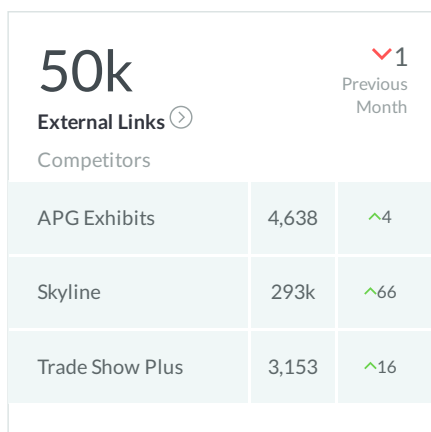 50k
1
Previous
Month
External Links
Competitors
APG Exhibits 4,638 4
Skyline 293k 66
Trade Show Plus 3,153 16